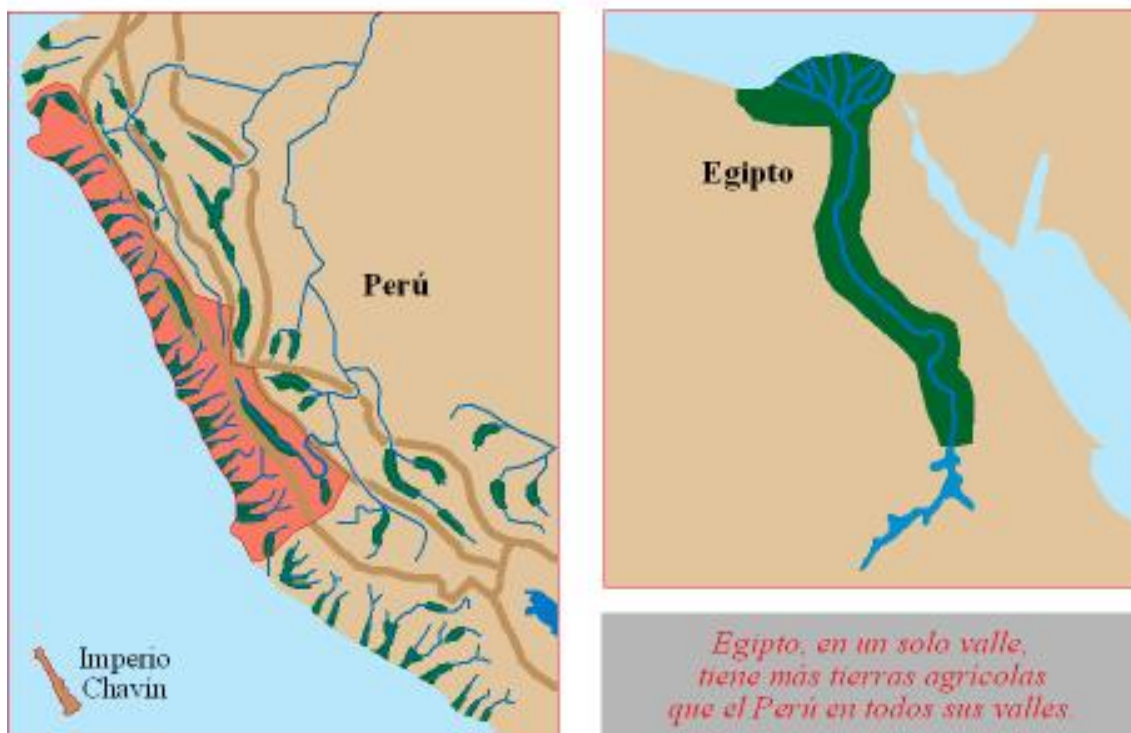 Perú
Imperio
Chavín
Egipto
Egipto, en un solo valle,
tiene más tierras agrícolas
que el Perú en todos sus valles.